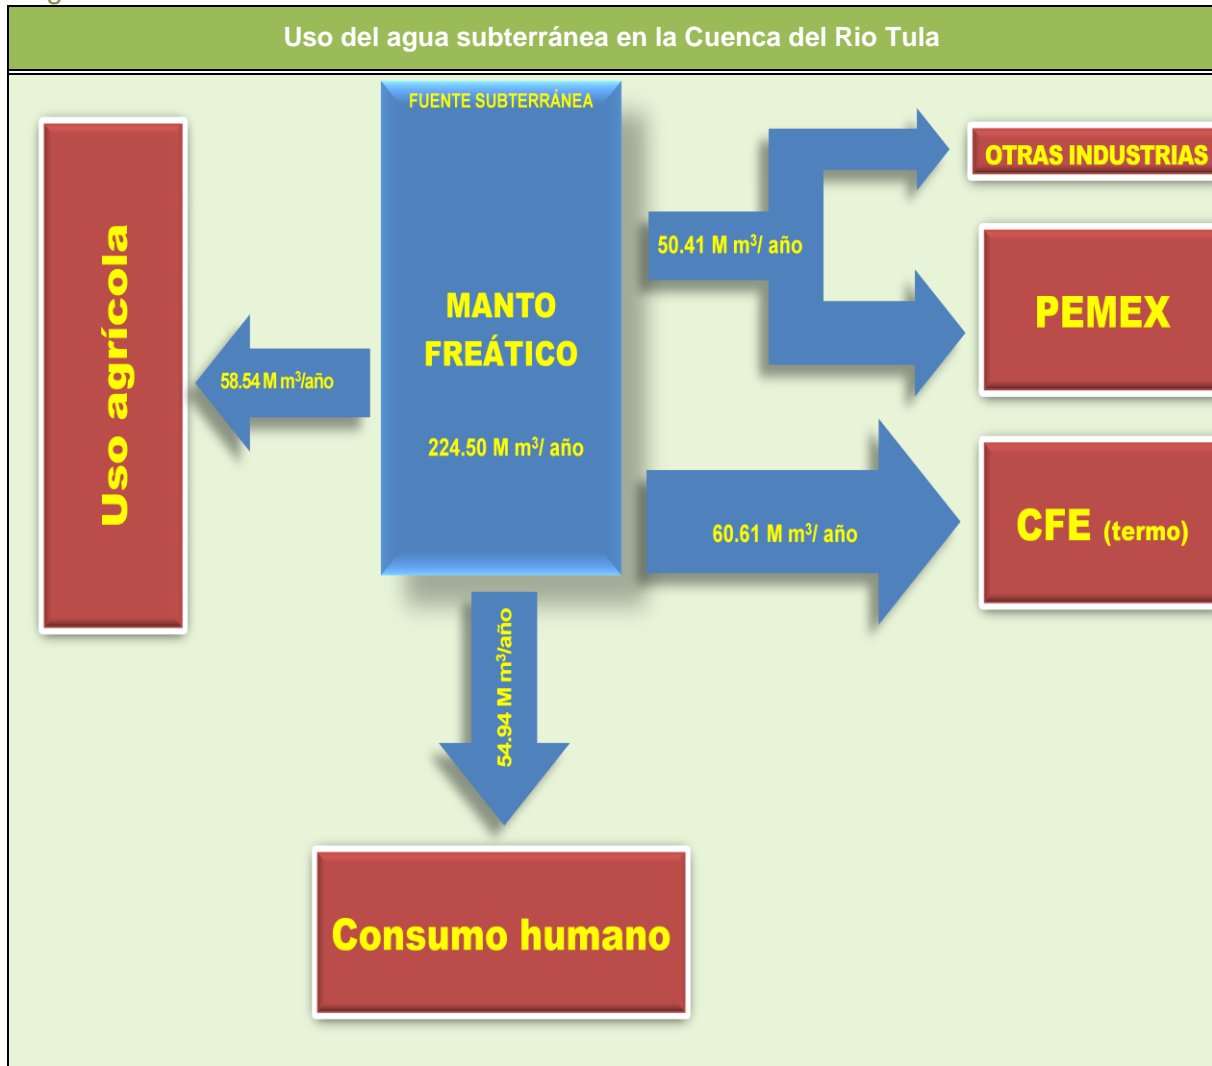 Uso del agua subterránea en la Cuenca del Rio Tula
FUENTE SUBTERRÁNEA
MANTO
FREÁTICO
224.50 M m³/ año
Uso agrícola
58.54 M m³/año
50.41 M m³/ año
OTRAS INDUSTRIAS
PEMEX
60.61 M m³/ año
CFE (termo)
54.94 M m³/año
Consumo humano